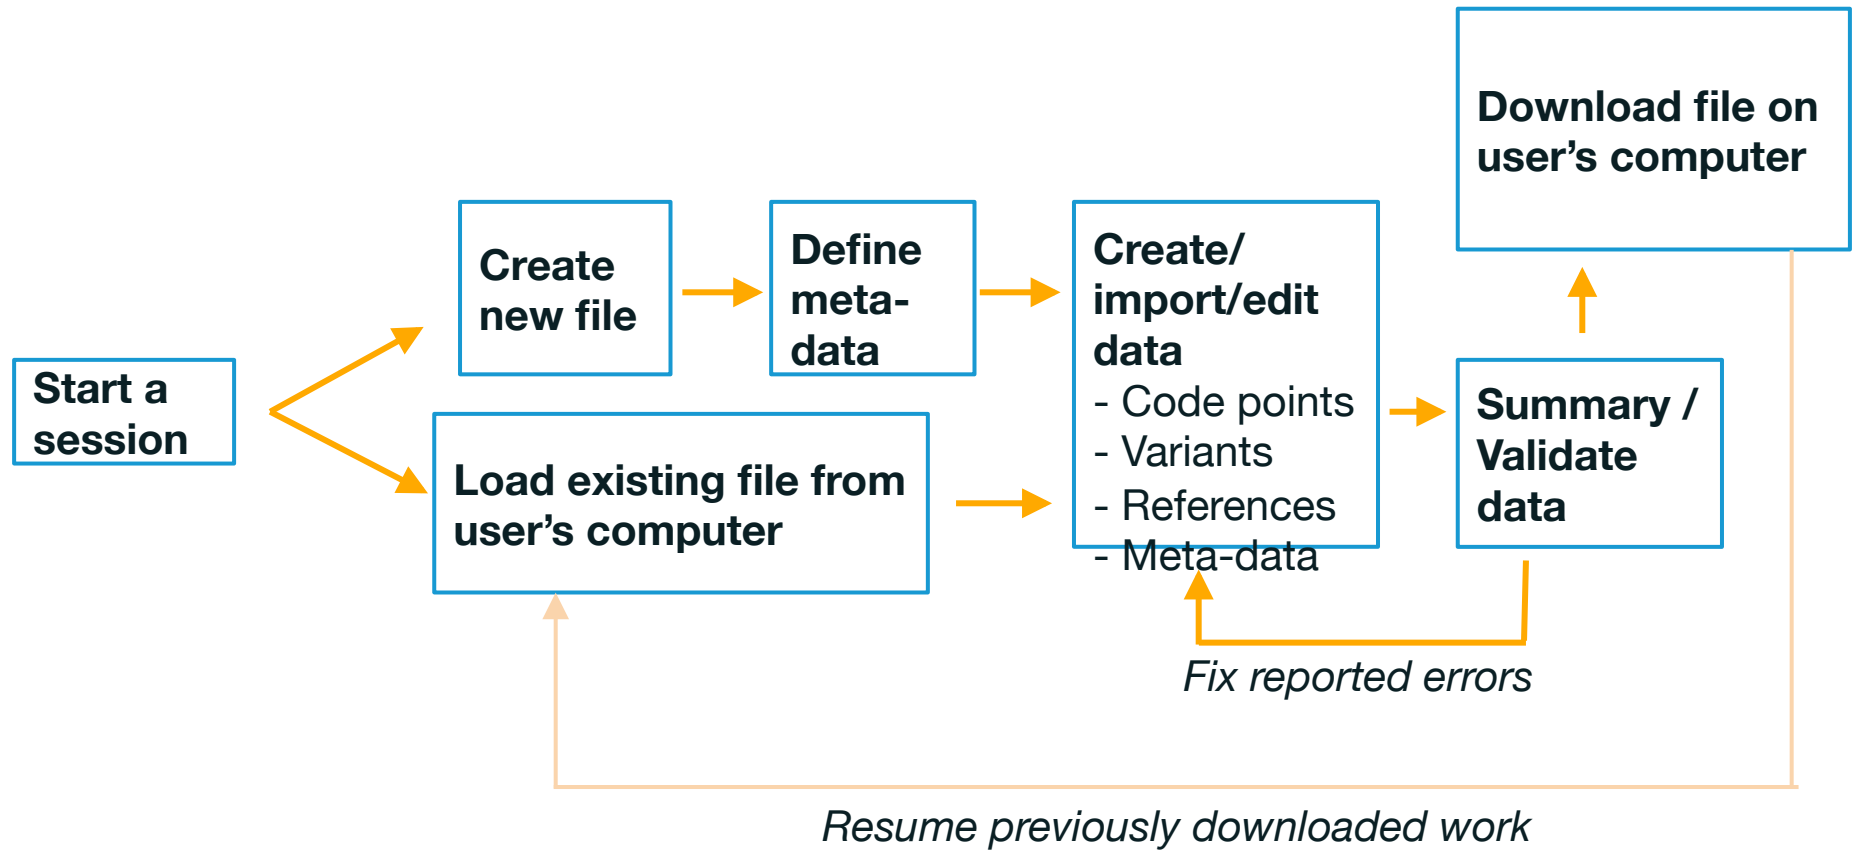 Start a
session
Create
new file
Define
meta-
data
Load existing file from
user’s computer
Create/
import/edit
data
- Code points
- Variants
- References
- Meta-data
Summary /
Validate
data
Download file on
user’s computer
Fix reported errors
Resume previously downloaded work